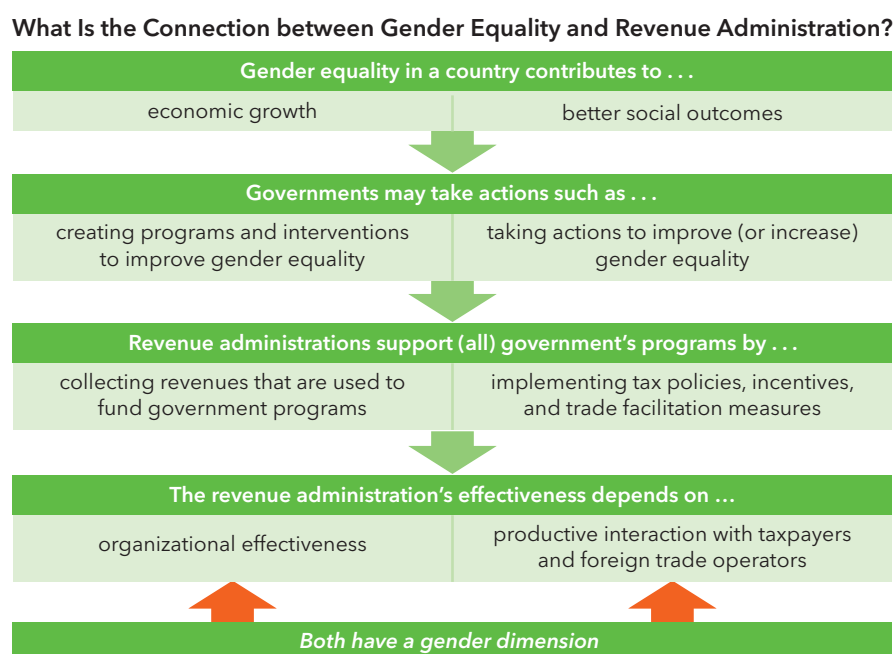 What Is the Connection between Gender Equality and Revenue Administration?
Gender equality in a country contributes to . . .
economic growth
better social outcomes
Governments may take actions such as . . .
creating programs and interventions
to improve gender equality
taking actions to improve (or increase)
gender equality
Revenue administrations support (all) government's programs by . . .
collecting revenues that are used to
fund government programs
implementing tax policies, incentives,
and trade facilitation measures
The revenue administration's effectiveness depends on ...
organizational effectiveness
productive interaction with taxpayers
and foreign trade operators
Both have a gender dimension